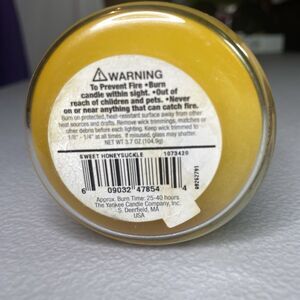 ⚠WARNING
To Prevent Fire •Burn
candle within sight. •Out of
reach of children and pets. •Never
on or near anything that can catch fire.
Burn on protected, heat-resistant surface away from other
heat sources and drafts. Remove wick trimmings, matches or
other debris before each lighting. Keep wick trimmed to
1/8" - 1/4" at all times. If misused, glass may shatter.
NET WT 3.7 OZ (104.9g)
SWEET HONEYSUCKLE 1073429
6 09032 47854 4
Approx. Burn Time: 25-40 hours
The Yankee Candle Company, Inc.
S. Deerfield, MA
USA